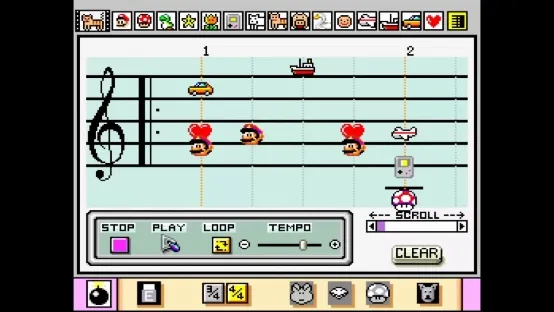 1 2
STOP PLAY LOOP TEMPO
SCROLL
CLEAR
3/4 4/4